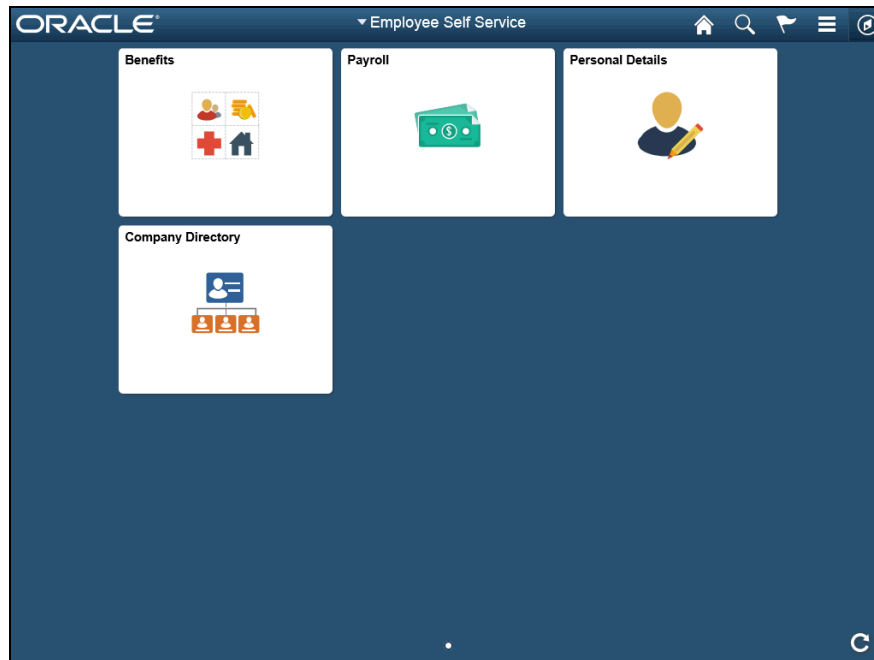 ORACLE®
Employee Self Service
Benefits
Payroll
Personal Details
Company Directory